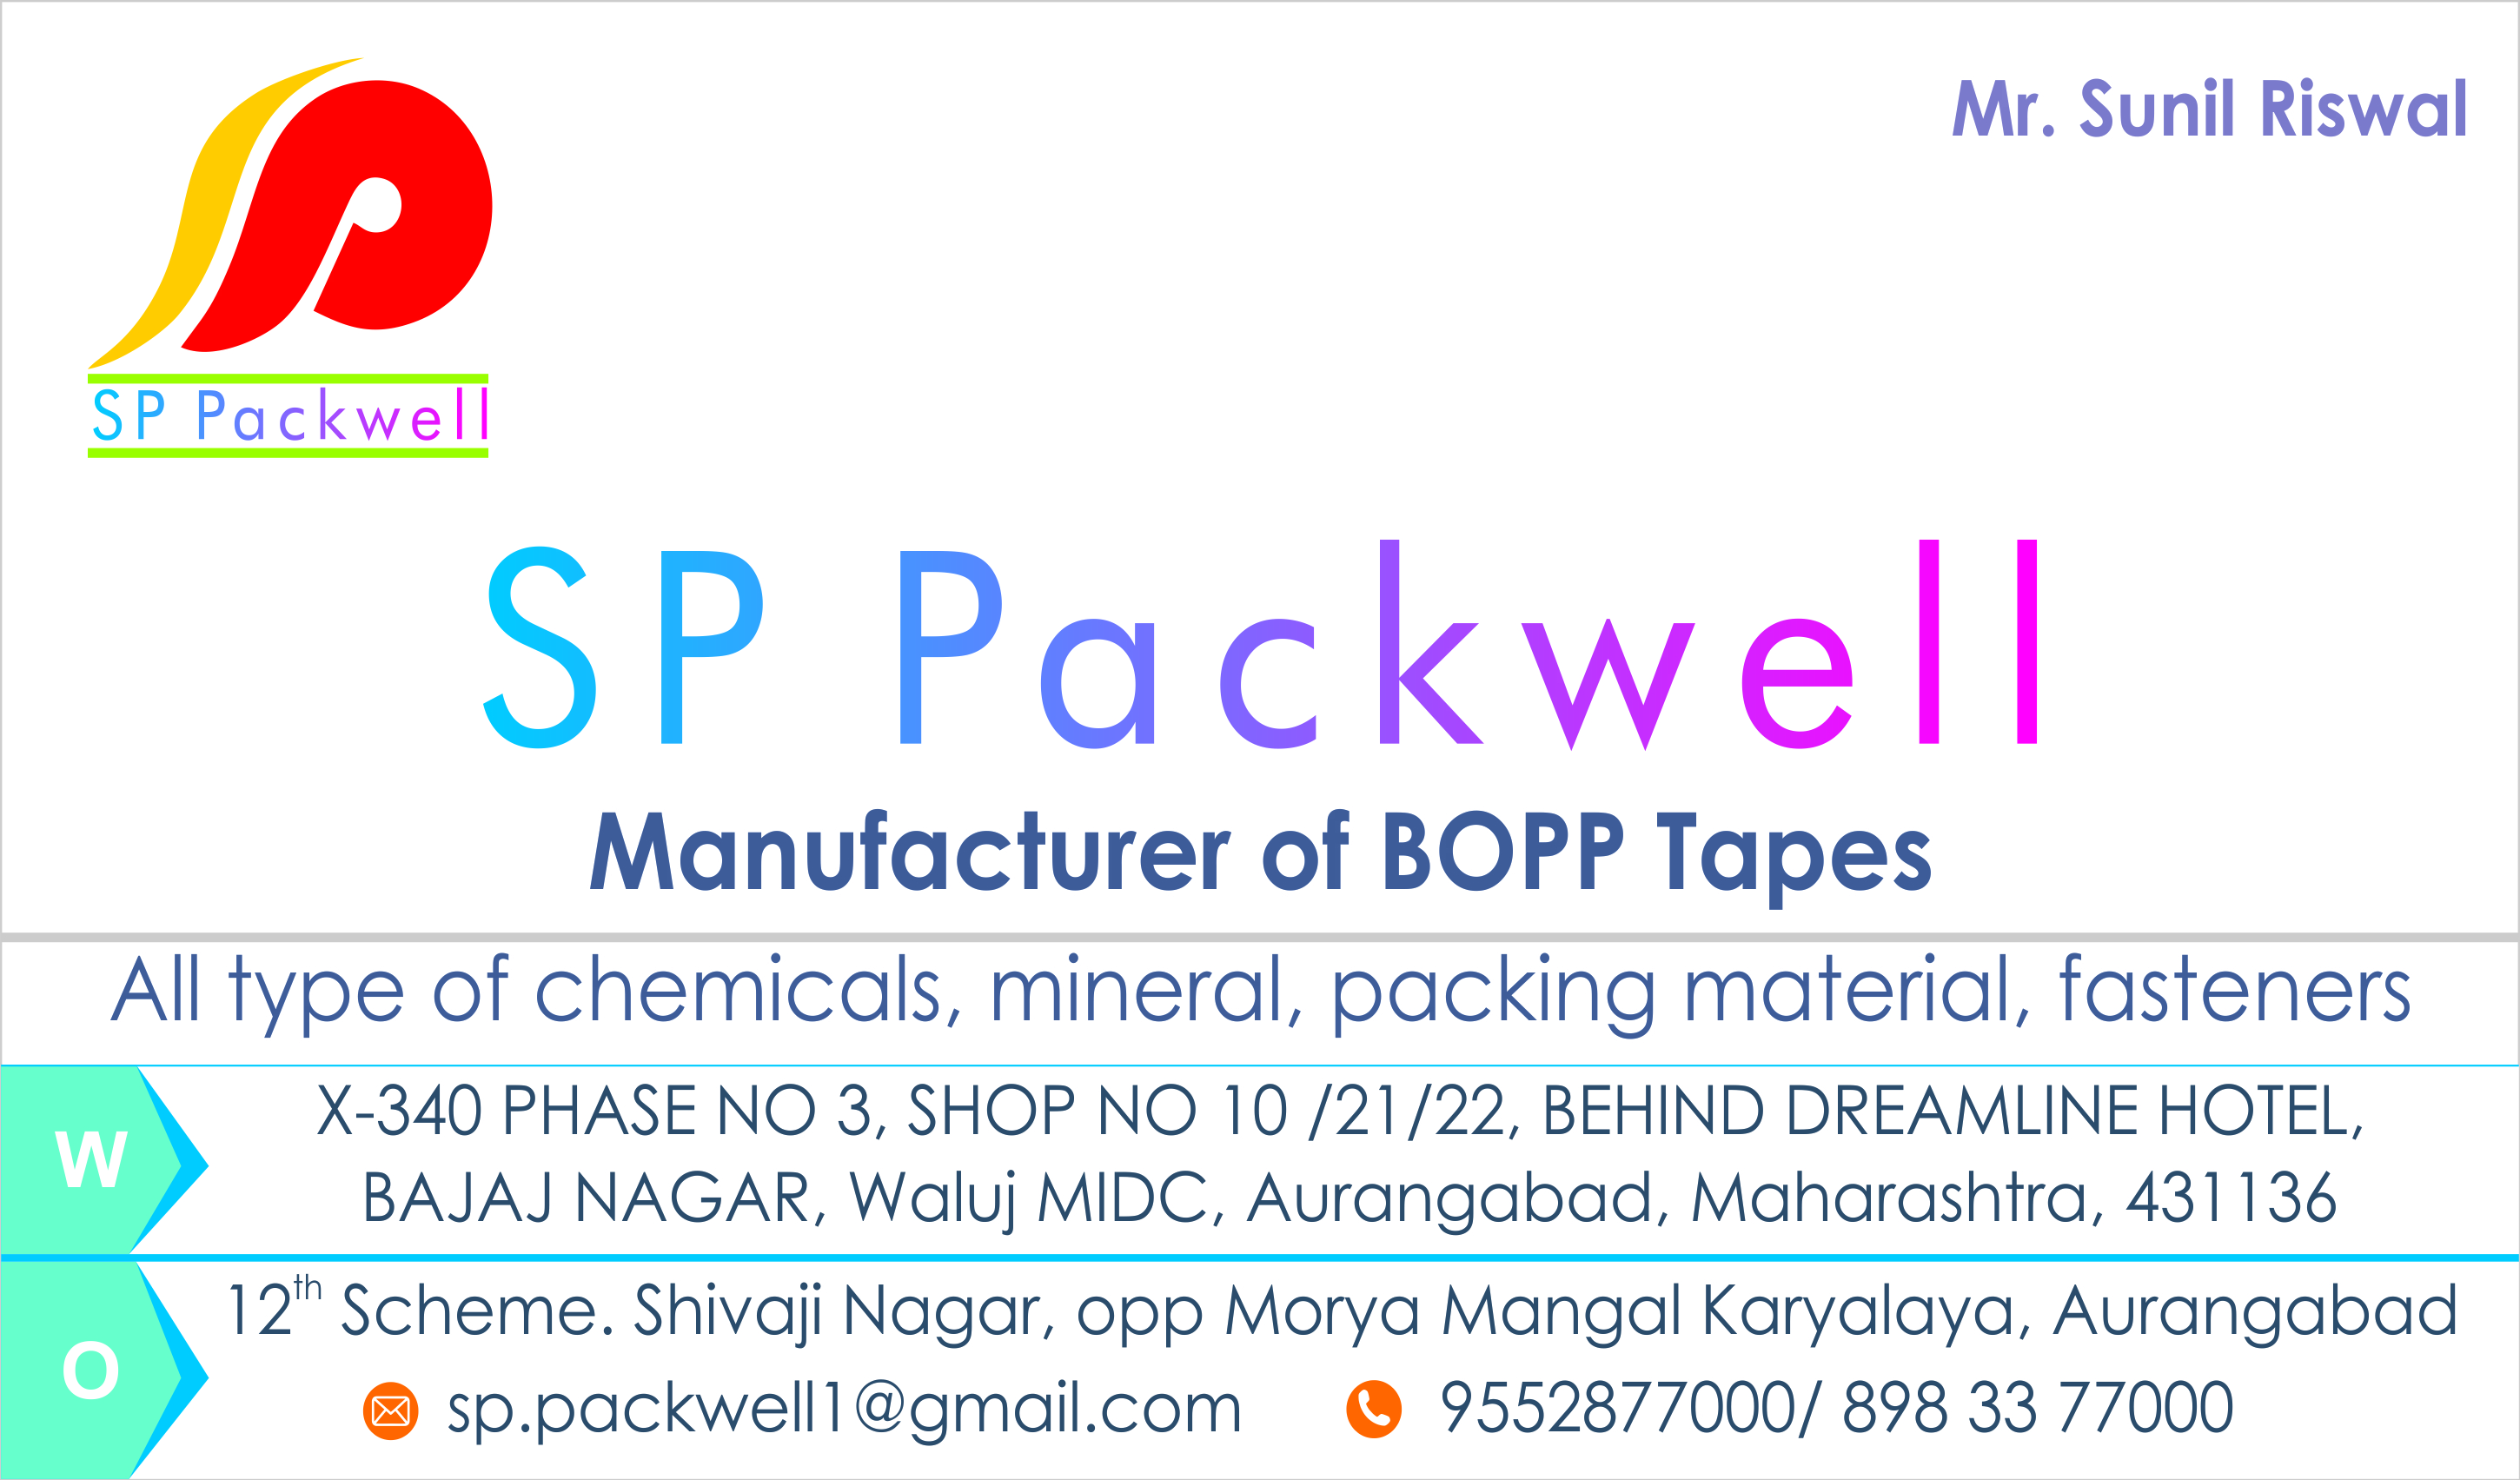 Mr. Sunil Riswal
SP Packwell
SP Packwell
Manufacturer of BOPP Tapes
All type of chemicals, mineral, packing material, fasteners
W
X-340 PHASE NO 3, SHOP NO 10 /21/22, BEHIND DREAMLINE HOTEL,
BAJAJ NAGAR, Waluj MIDC, Aurangabad, Maharashtra, 431136
O
12th Scheme. Shivaji Nagar, opp Morya Mangal Karyalaya, Aurangabad
sp.packwell1@gmail.com 9552877000/ 898 33 77000